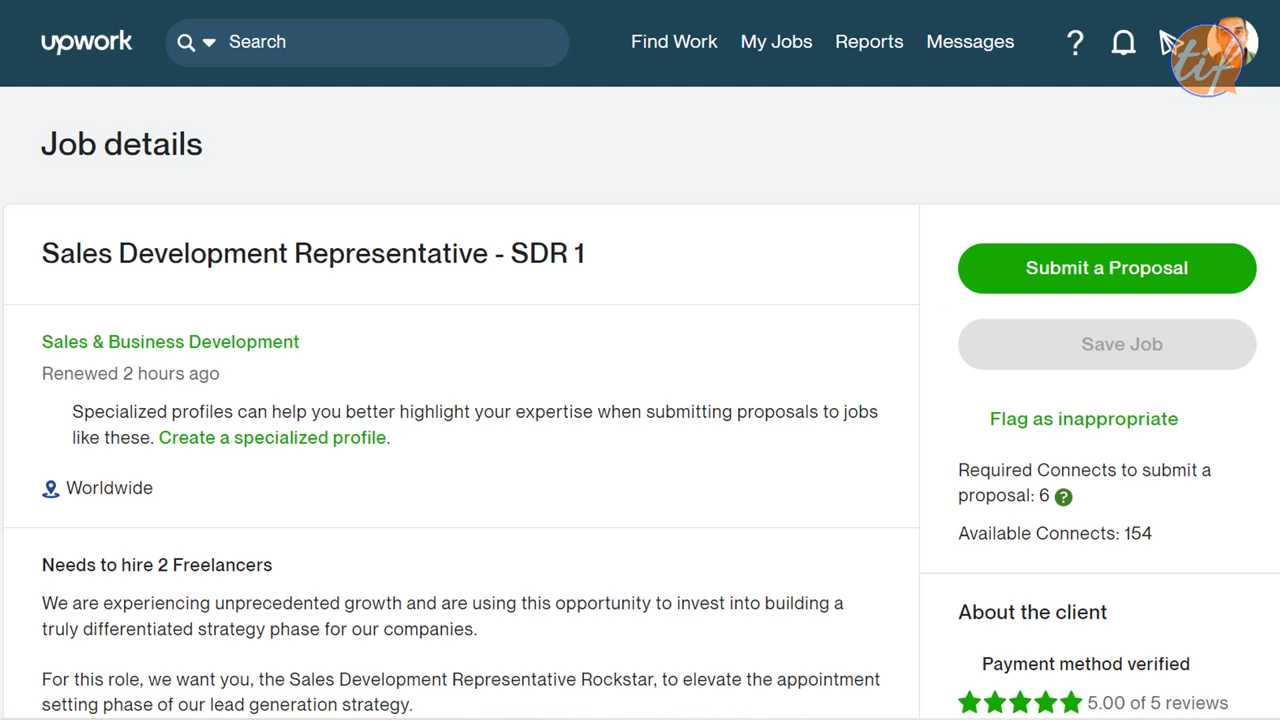 upwork
Search
Find Work
My Jobs
Reports
Messages
?
tif
Job details
Sales Development Representative - SDR 1
Sales & Business Development
Renewed 2 hours ago
Specialized profiles can help you better highlight your expertise when submitting proposals to jobs
like these. Create a specialized profile.
Worldwide
Needs to hire 2 Freelancers
We are experiencing unprecedented growth and are using this opportunity to invest into building a
truly differentiated strategy phase for our companies.
For this role, we want you, the Sales Development Representative Rockstar, to elevate the appointment
setting phase of our lead generation strategy.
Submit a Proposal
Save Job
Flag as inappropriate
Required Connects to submit a
proposal: 6 ?
Available Connects: 154
About the client
Payment method verified
5.00 of 5 reviews